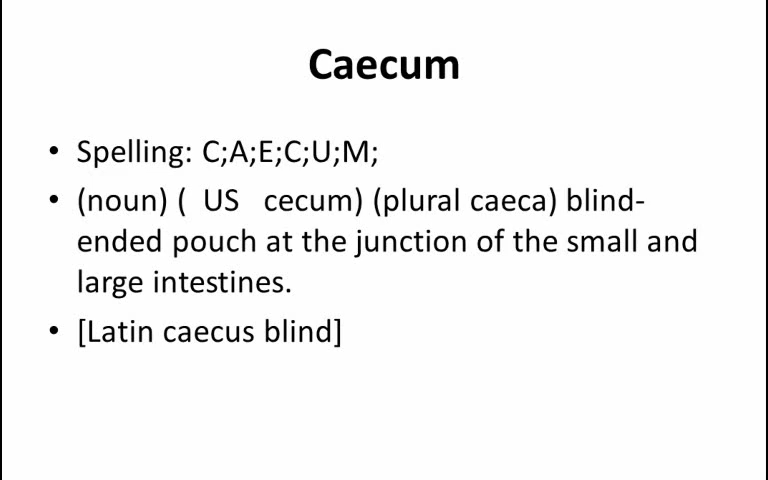 Caecum
• Spelling: C;A;E;C;U;M;
• (noun) ( US cecum) (plural caeca) blind-
ended pouch at the junction of the small and
large intestines.
• [Latin caecus blind]